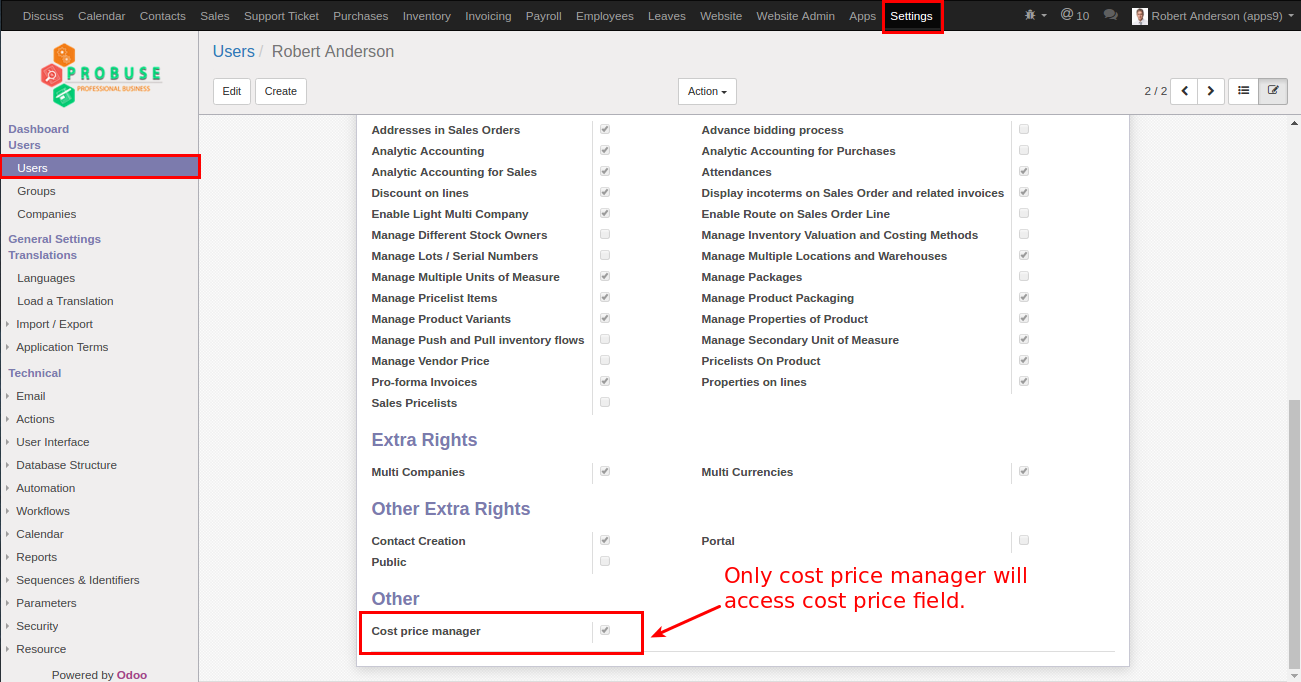 Discuss Calendar Contacts Sales Support Ticket Purchases Inventory Invoicing Payroll Employees Leaves Website Website Admin Apps Settings @ 10 Robert Anderson (apps9)
PROBUSE
PROFESSIONAL BUSINESS
Dashboard
Users
Users
Groups
Companies
General Settings
Translations
Languages
Load a Translation
Import / Export
Application Terms
Technical
Email
Actions
User Interface
Database Structure
Automation
Workflows
Calendar
Reports
Sequences & Identifiers
Parameters
Security
Resource
Powered by Odoo
Users / Robert Anderson
Edit Create Action 2 / 2
Addresses in Sales Orders Advance bidding process
Analytic Accounting Analytic Accounting for Purchases
Analytic Accounting for Sales Attendances
Discount on lines Display incoterms on Sales Order and related invoices
Enable Light Multi Company Enable Route on Sales Order Line
Manage Different Stock Owners Manage Inventory Valuation and Costing Methods
Manage Lots / Serial Numbers Manage Multiple Locations and Warehouses
Manage Multiple Units of Measure Manage Packages
Manage Pricelist Items Manage Product Packaging
Manage Product Variants Manage Properties of Product
Manage Push and Pull inventory flows Manage Secondary Unit of Measure
Manage Vendor Price Pricelists On Product
Pro-forma Invoices Properties on lines
Sales Pricelists
Extra Rights
Multi Companies Multi Currencies
Other Extra Rights
Contact Creation Portal
Public
Other
Cost price manager
Only cost price manager will
access cost price field.